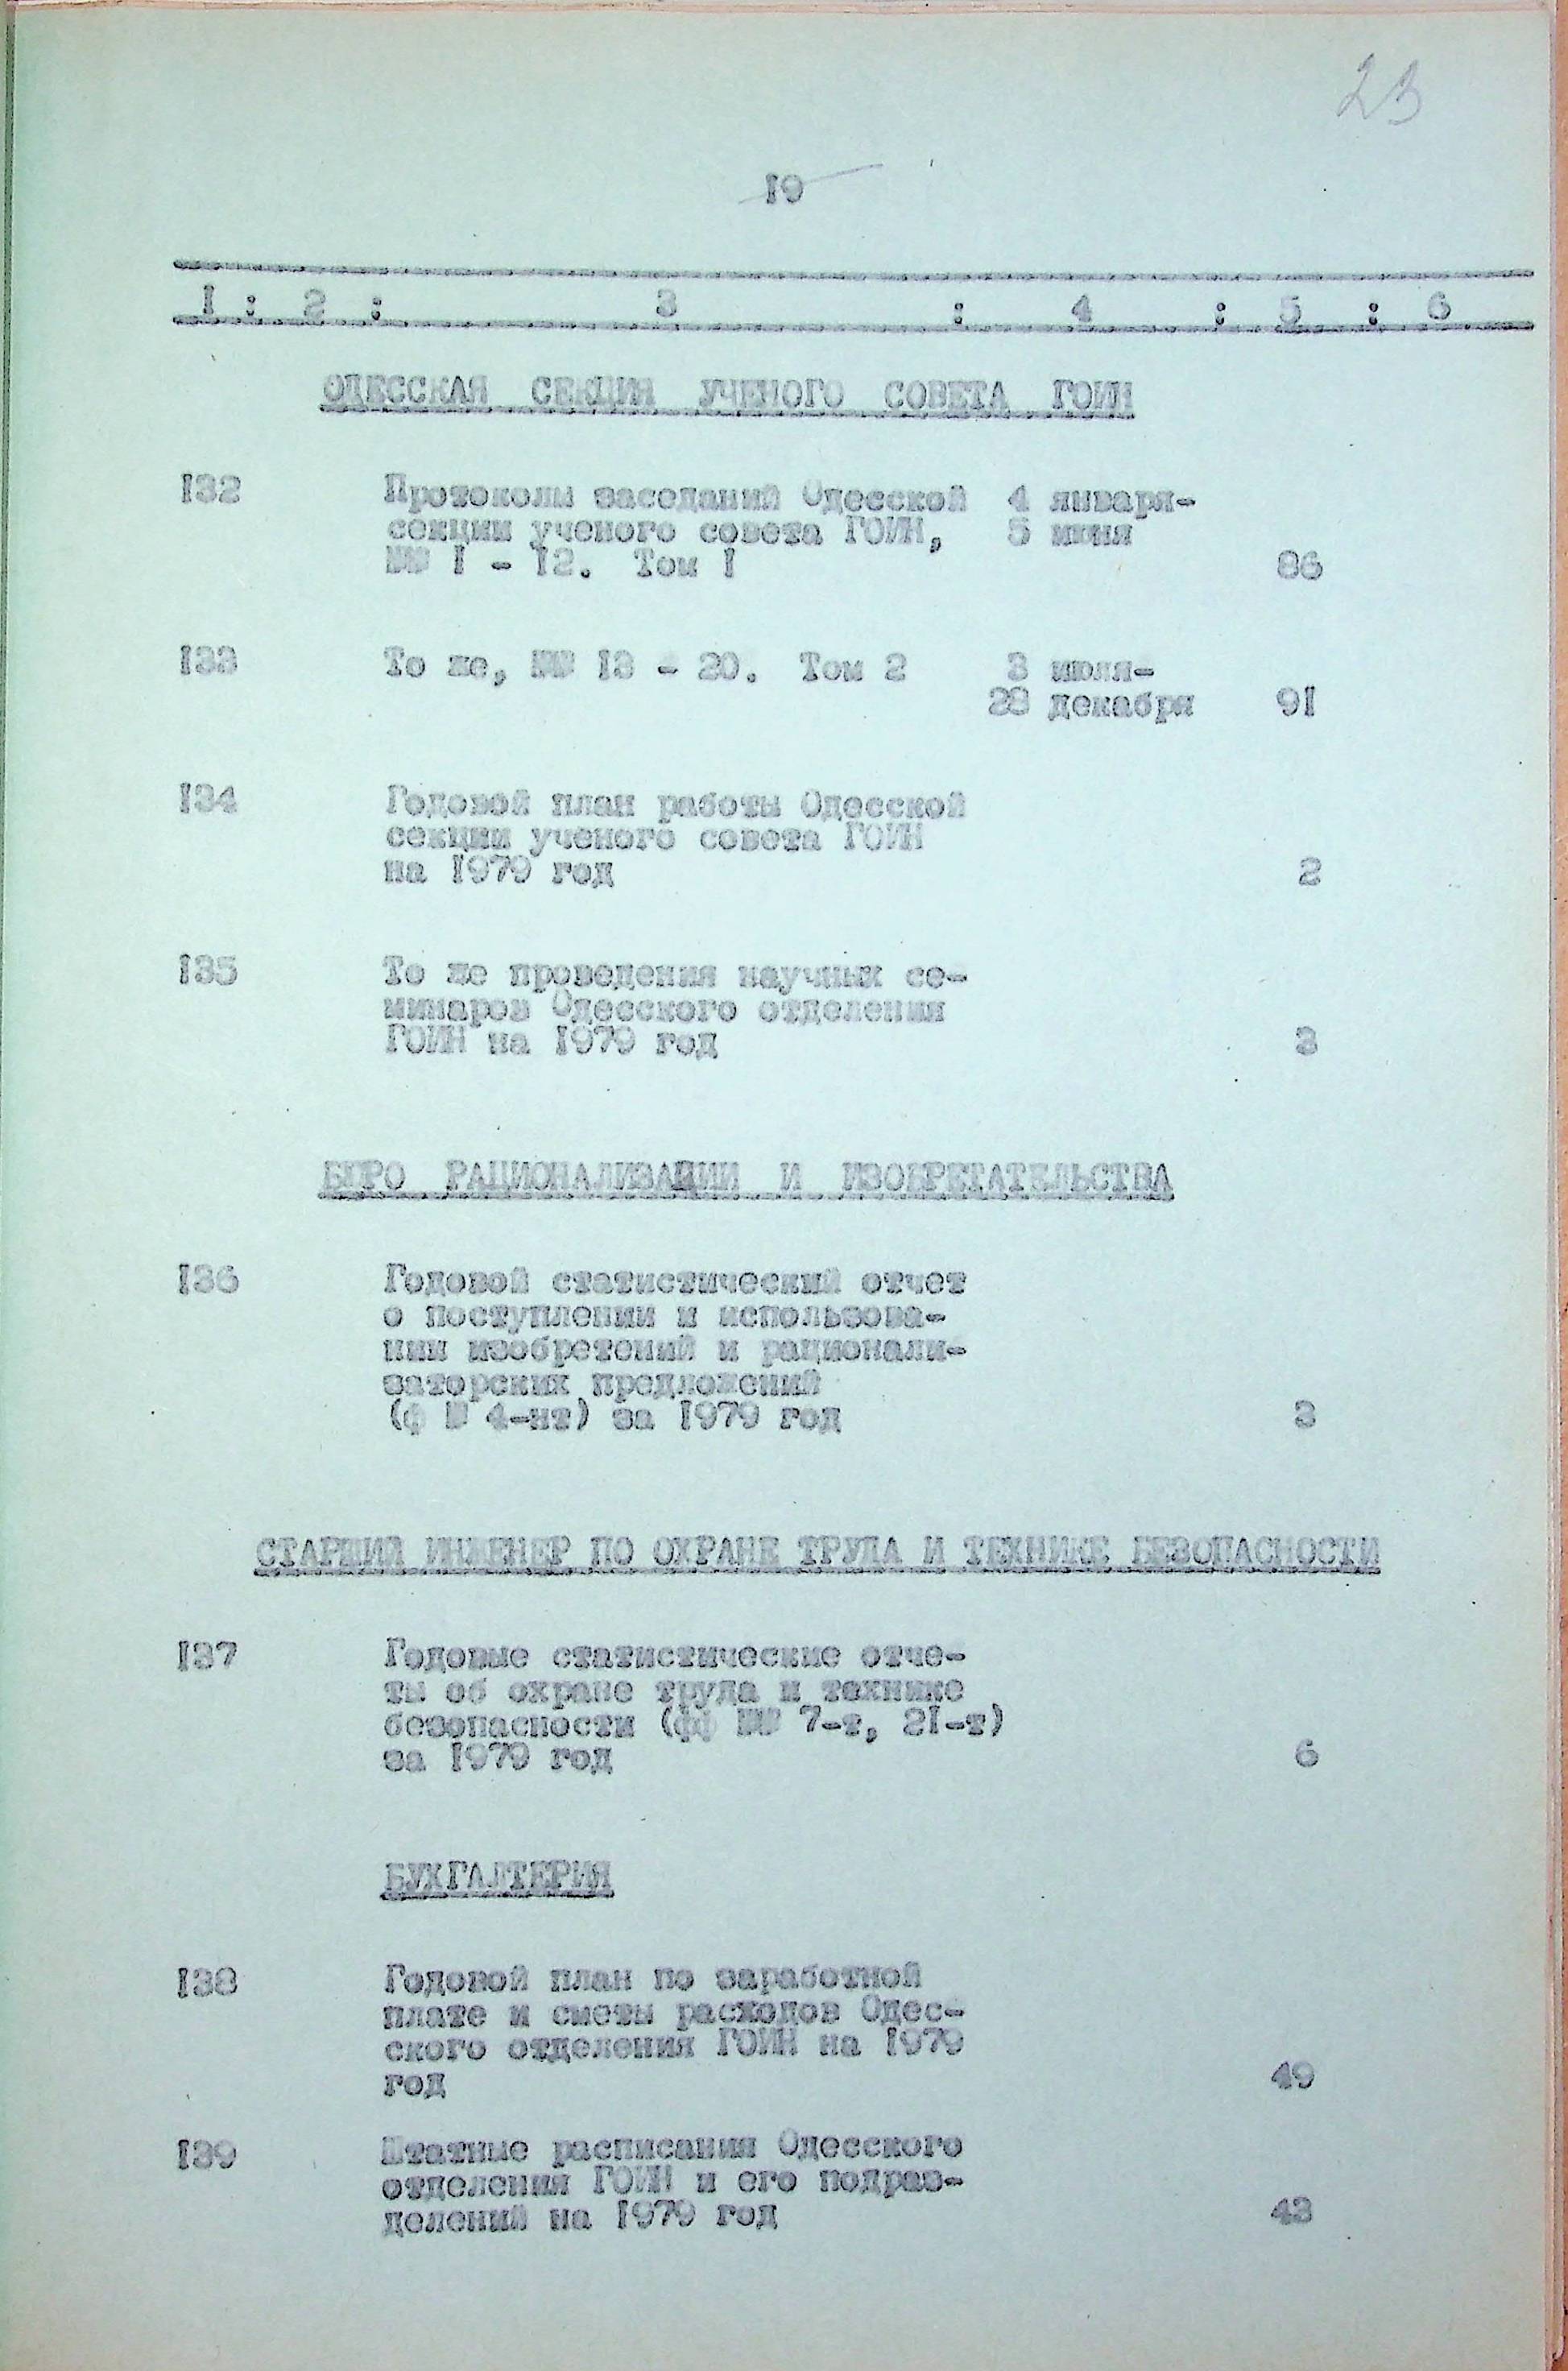 23
19
1 : 2 : 3 : 4 : 5 : 6
ОДЕССКАЯ СЕКЦИЯ УЧЕНОГО СОВЕТА ГОИН
132 Протоколы заседаний Одесской 4 января-
секции ученого совета ГОИН, 5 июня
№№ 1 - 12. Том 1 86
133 То же, №№ 13 - 20. Том 2 3 июля-
28 декабря 91
134 Годовой план работы Одесской
секции ученого совета ГОИН
на 1979 год 2
135 То же проведения научных се-
минаров Одесского отделения
ГОИН на 1979 год 3
БЮРО РАЦИОНАЛИЗАЦИИ И ИЗОБРЕТАТЕЛЬСТВА
136 Годовой статистический отчет
о поступлении и использова-
нии изобретений и рационали-
заторских предложений
(ф № 4-нт) за 1979 год 3
СТАРШИЙ ИНЖЕНЕР ПО ОХРАНЕ ТРУДА И ТЕХНИКЕ БЕЗОПАСНОСТИ
137 Годовые статистические отче-
ты об охране труда и технике
безопасности (фф №№ 7-т, 21-т)
за 1979 год 6
БУХГАЛТЕРИЯ
138 Годовой план по заработной
плате и сметы расходов Одес-
ского отделения ГОИН на 1979
год 49
139 Штатные расписания Одесского
отделения ГОИН и его подраз-
делений на 1979 год 43